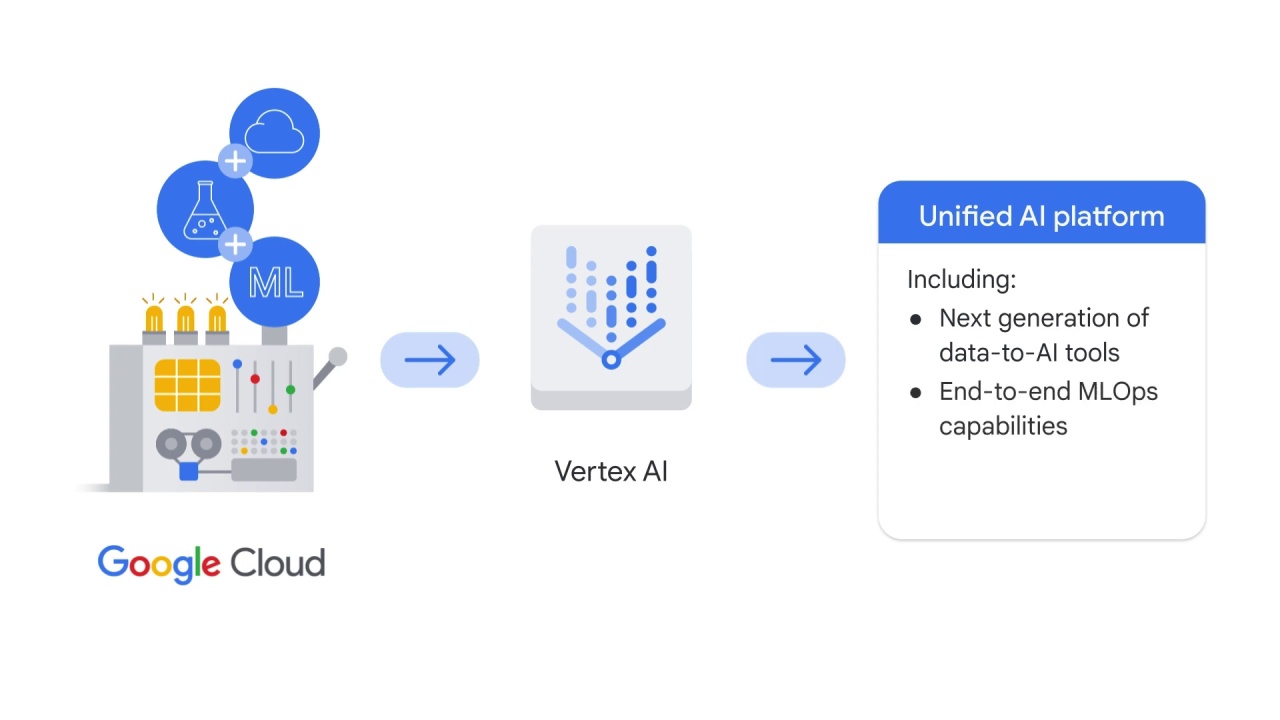 ML
Google Cloud
Vertex AI
Unified AI platform
Including:
● Next generation of
data-to-AI tools
● End-to-end MLOps
capabilities